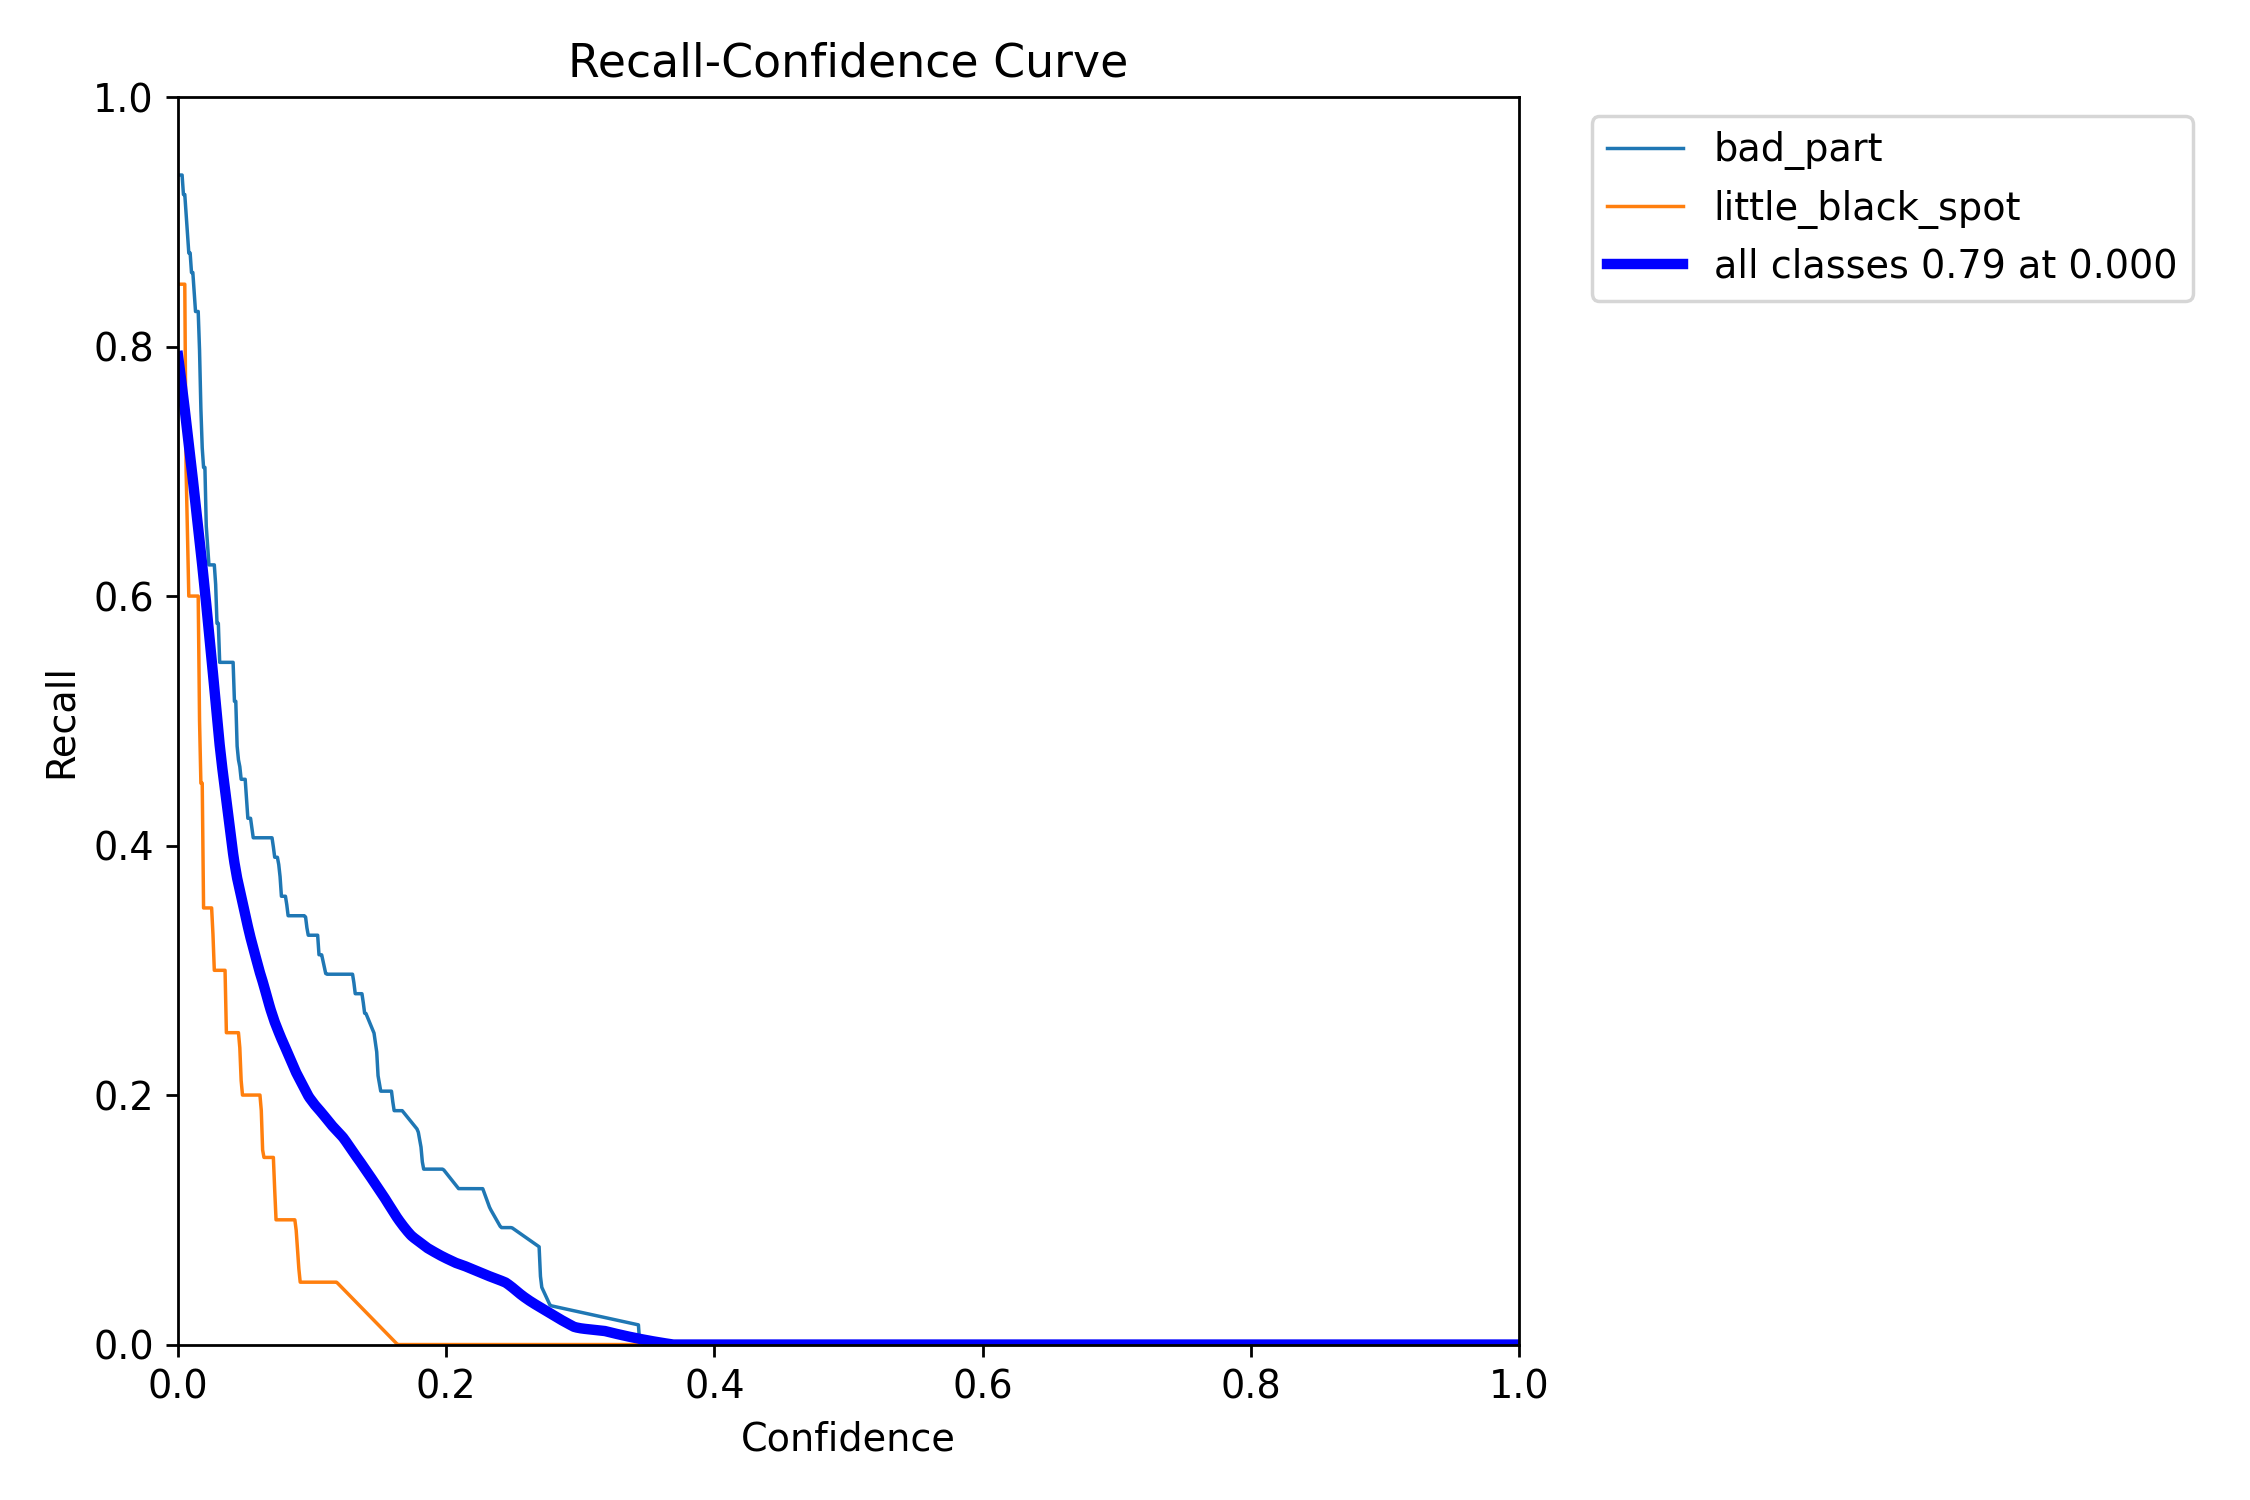 Recall-Confidence Curve
1.0
0.8
0.6
0.4
0.2
0.0
Recall
0.0 0.2 0.4 0.6 0.8 1.0
Confidence
bad_part
little_black_spot
all classes 0.79 at 0.000